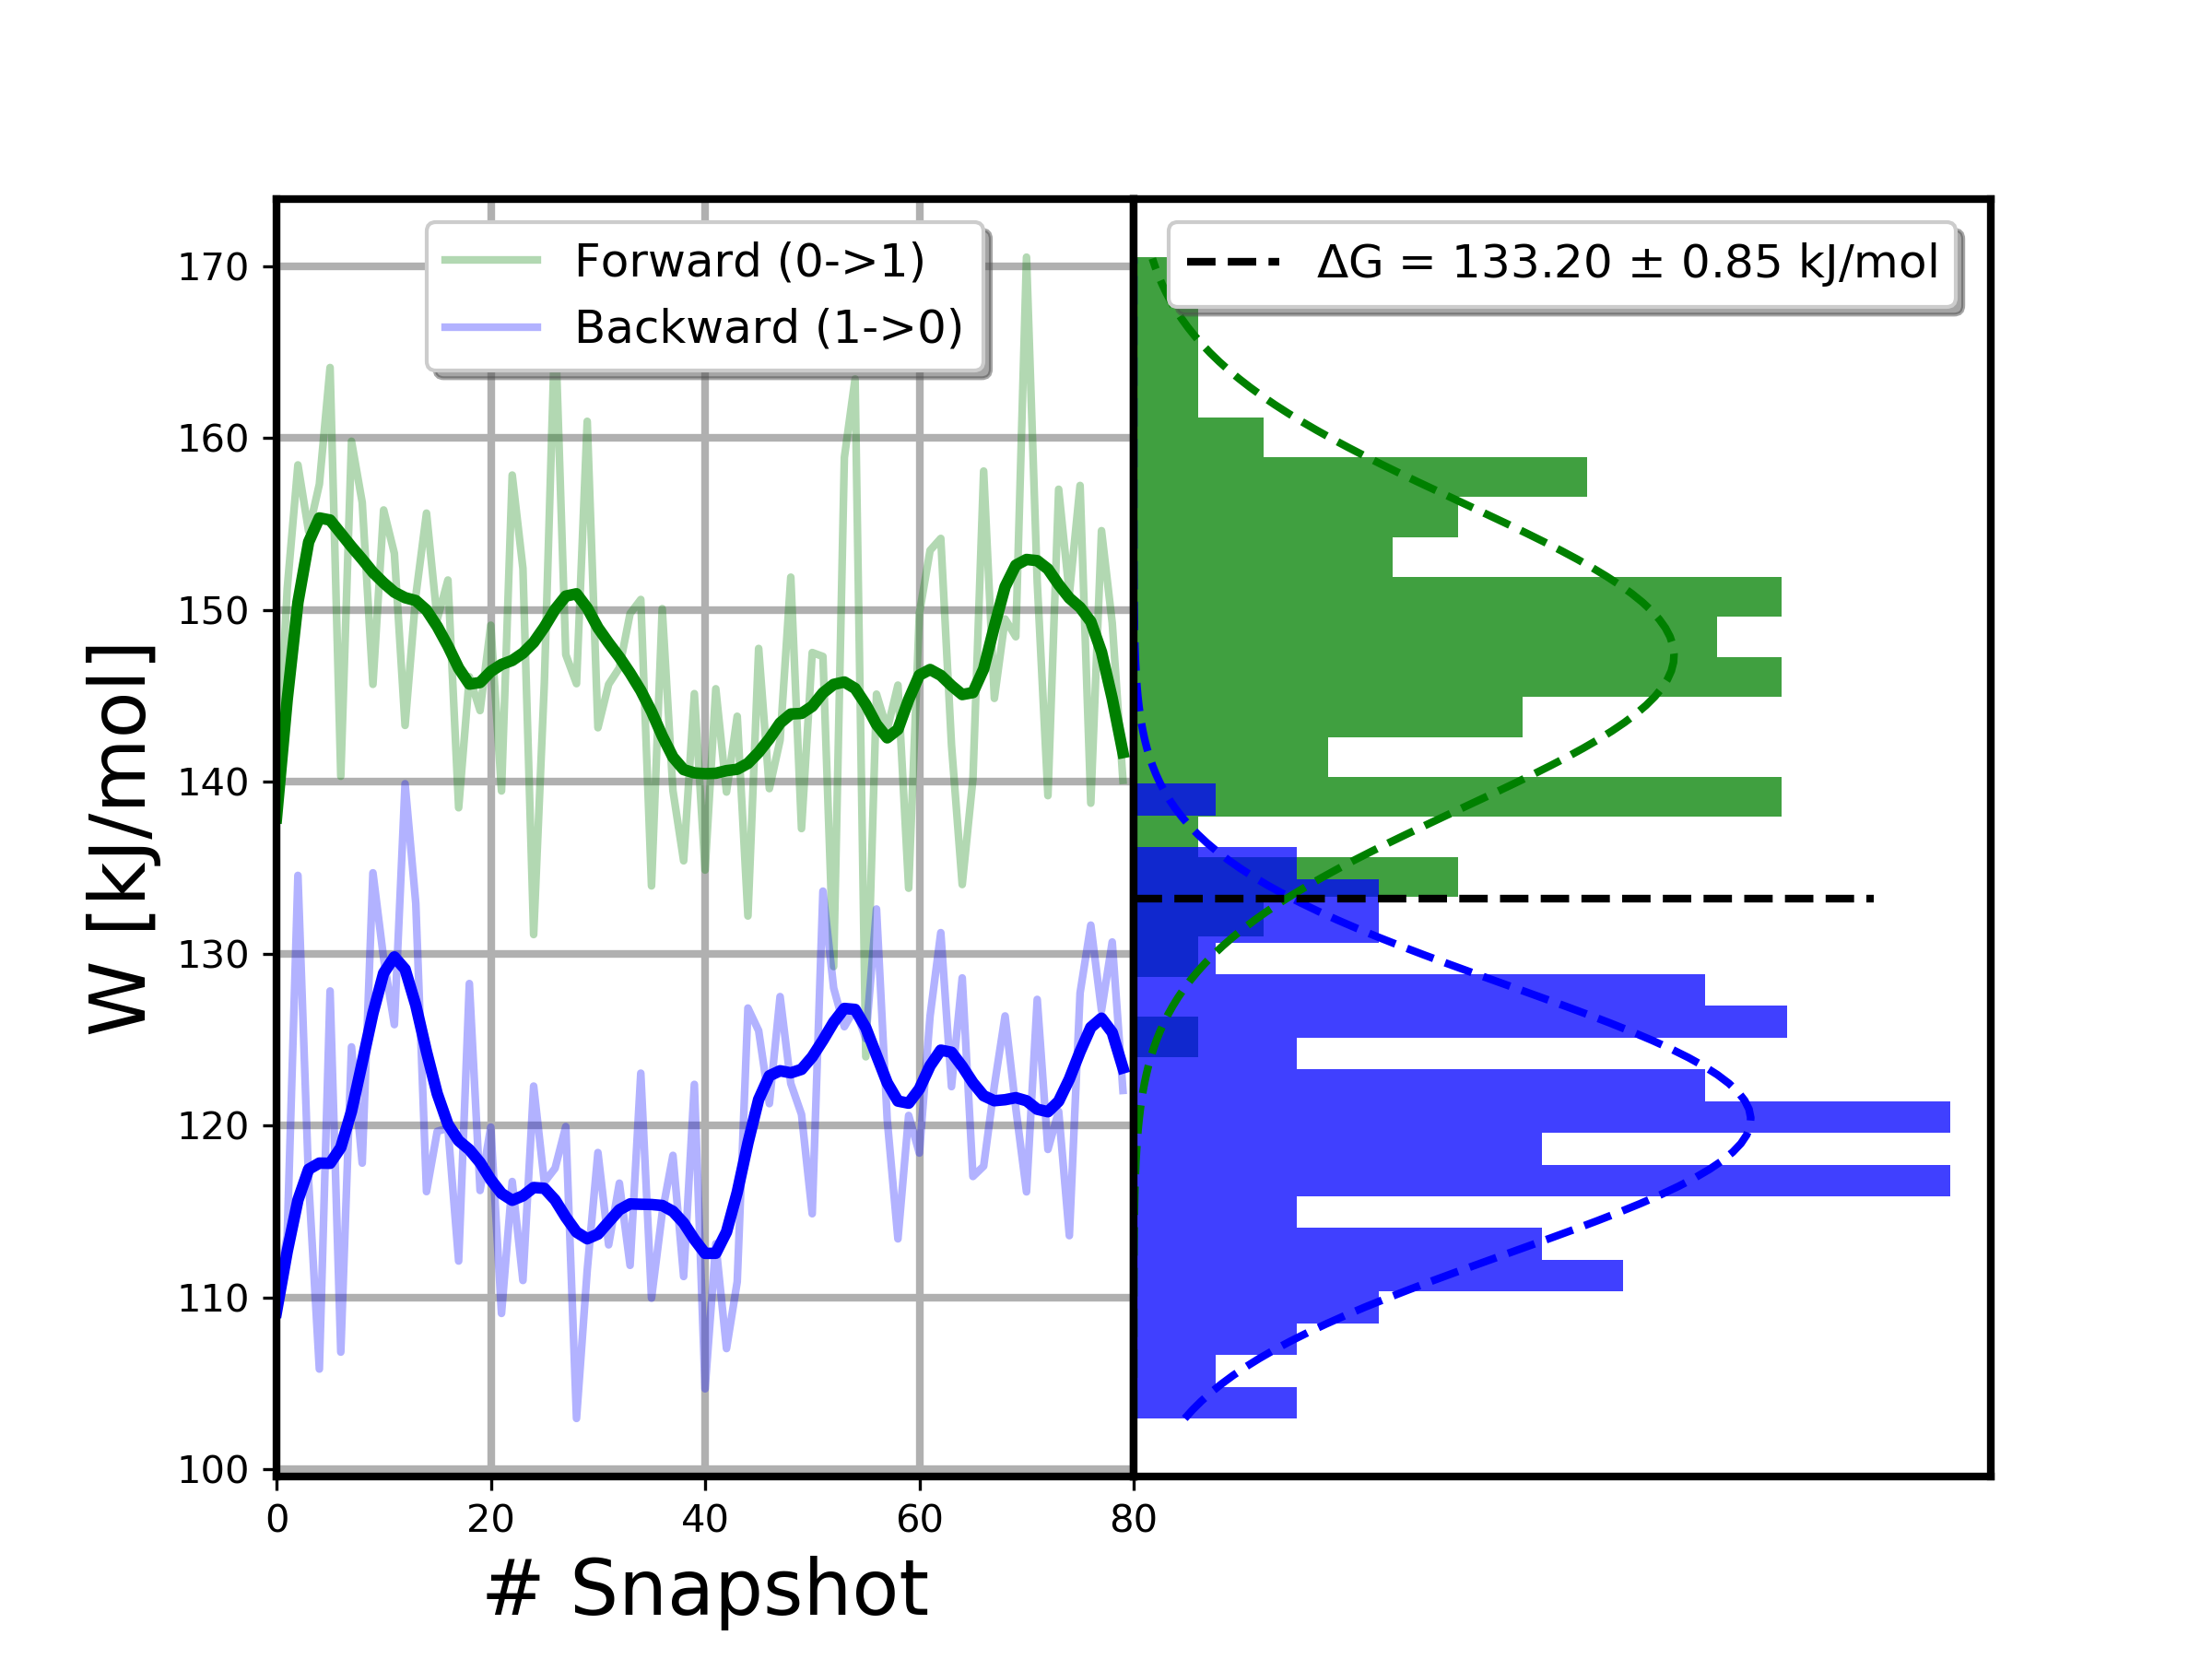 Forward (0->1)
Backward (1->0)
ΔG = 133.20 ± 0.85 kJ/mol
W [kJ/mol]
170
160
150
140
130
120
110
100
0 20 40 60 80
# Snapshot